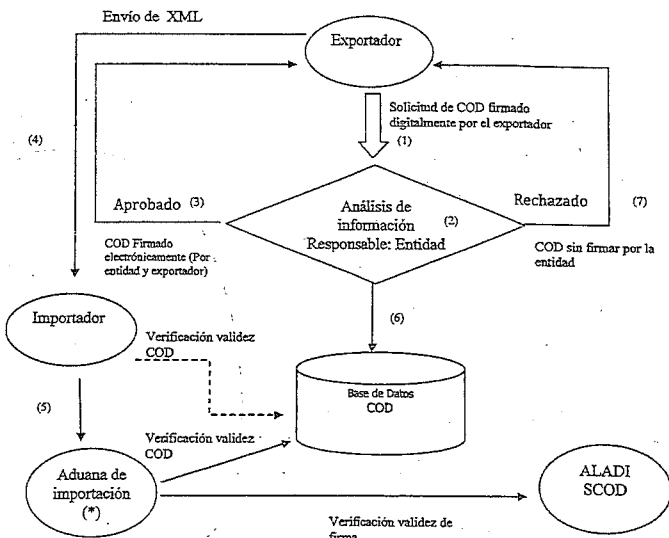 Envío de XML
Exportador
Solicitud de COD firmado
digitalmente por el exportador
(1)
(4)
Aprobado (3)
Análisis de
información (2)
Responsable: Entidad
Rechazado
(7)
COD Firmado
electrónicamente (Por
entidad y exportador)
COD sin firmar por la
entidad
(6)
Importador
Verificación validez
COD
Base de Datos
COD
(5)
Verificación validez
COD
Aduana de
importación
(*)
ALADI
SCOD
Verificación validez de
firma